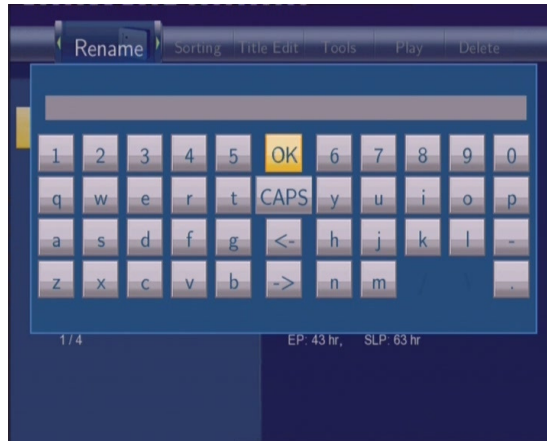 Rename Sorting Title Edit Tools Play Delete
1 2 3 4 5 OK 6 7 8 9 0
q w e r t CAPS y u i o p
a s d f g <- h j k l -
z x c v b -> n m / \ .
1/4 EP: 43 hr, SLP: 63 hr